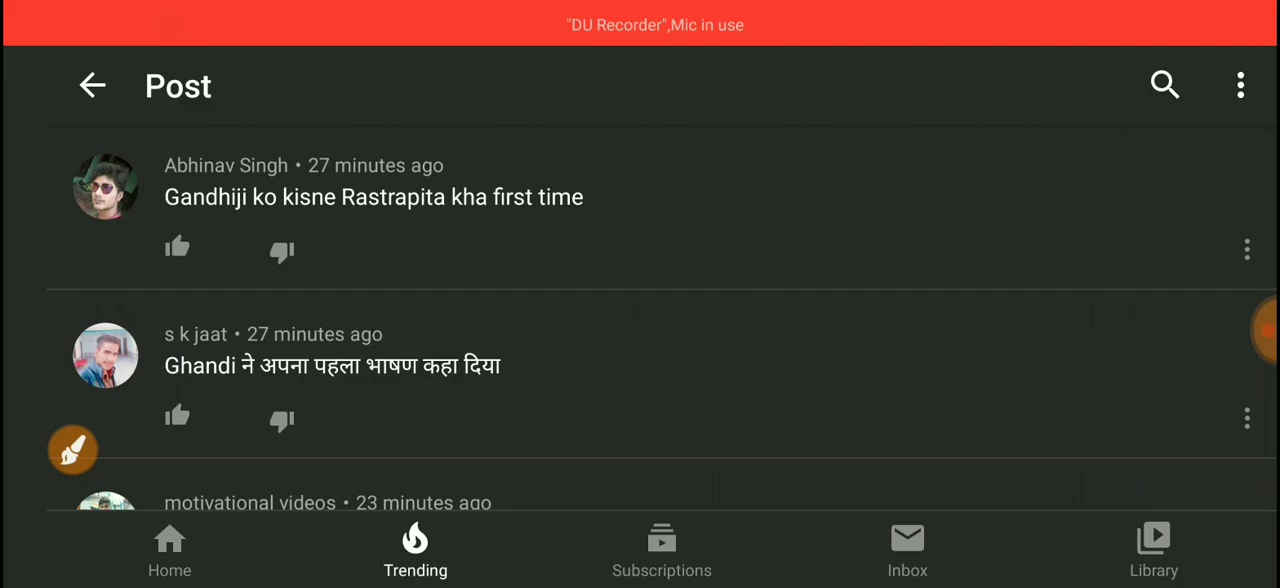 "DU Recorder",Mic in use
Post
Abhinav Singh • 27 minutes ago
Gandhiji ko kisne Rastrapita kha first time
s k jaat • 27 minutes ago
Ghandi ने अपना पहला भाषण कहा दिया
motivational videos • 23 minutes ago
Home Trending Subscriptions Inbox Library